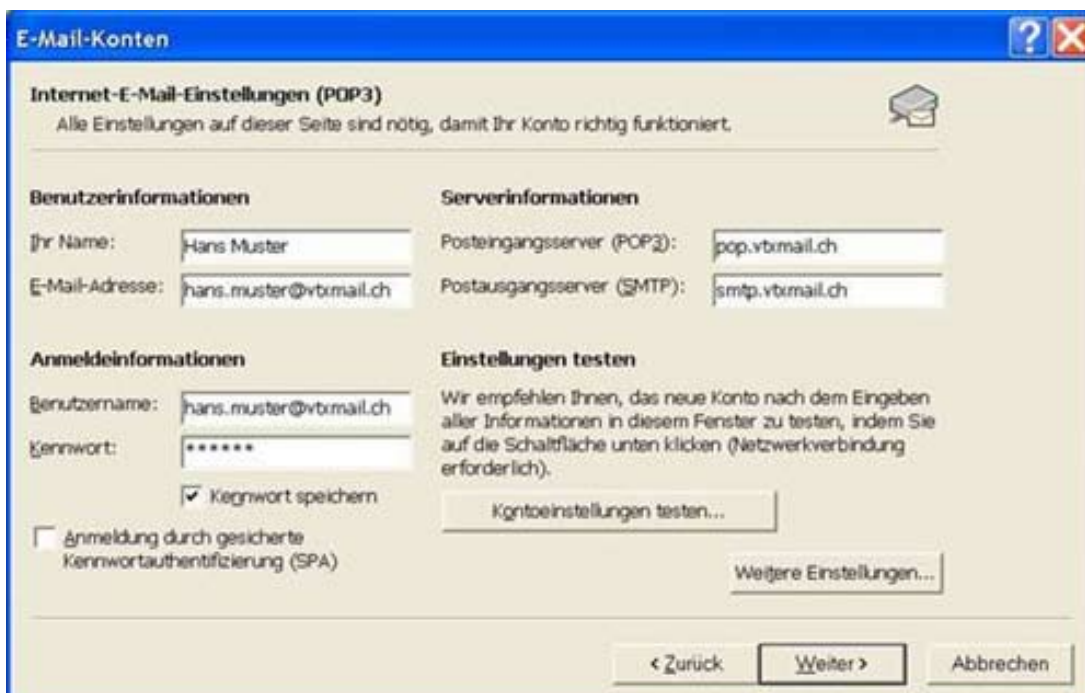 E-Mail-Konten
Internet-E-Mail-Einstellungen (POP3)
Alle Einstellungen auf dieser Seite sind nötig, damit Ihr Konto richtig funktioniert.
Benutzerinformationen
Ihr Name: Hans Muster
E-Mail-Adresse: hans.muster@vtxmail.ch
Serverinformationen
Posteingangsserver (POP3): pop.vtxmail.ch
Postausgangsserver (SMTP): smtp.vtxmail.ch
Anmeldeinformationen
Benutzername: hans.muster@vtxmail.ch
Kennwort: ******
Kennwort speichern
Anmeldung durch gesicherte
Kennwortauthentifizierung (SPA)
Einstellungen testen
Wir empfehlen Ihnen, das neue Konto nach dem Eingeben
aller Informationen in diesem Fenster zu testen, indem Sie
auf die Schaltfläche unten klicken (Netzwerkverbindung
erforderlich).
Kontoeinstellungen testen...
Weitere Einstellungen...
< Zurück
Weiter >
Abbrechen